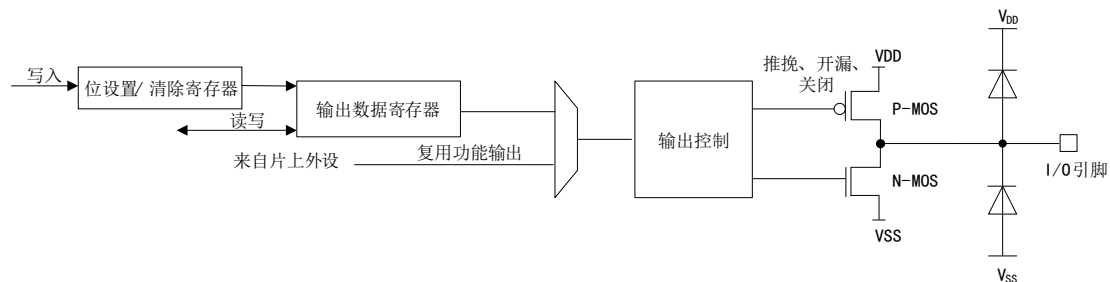 写入
位设置/清除寄存器
读写
输出数据寄存器
来自片上外设
复用功能输出
输出控制
推挽、开漏、
关闭
VDD
P-MOS
N-MOS
VSS
VDD
I/O引脚
VSS